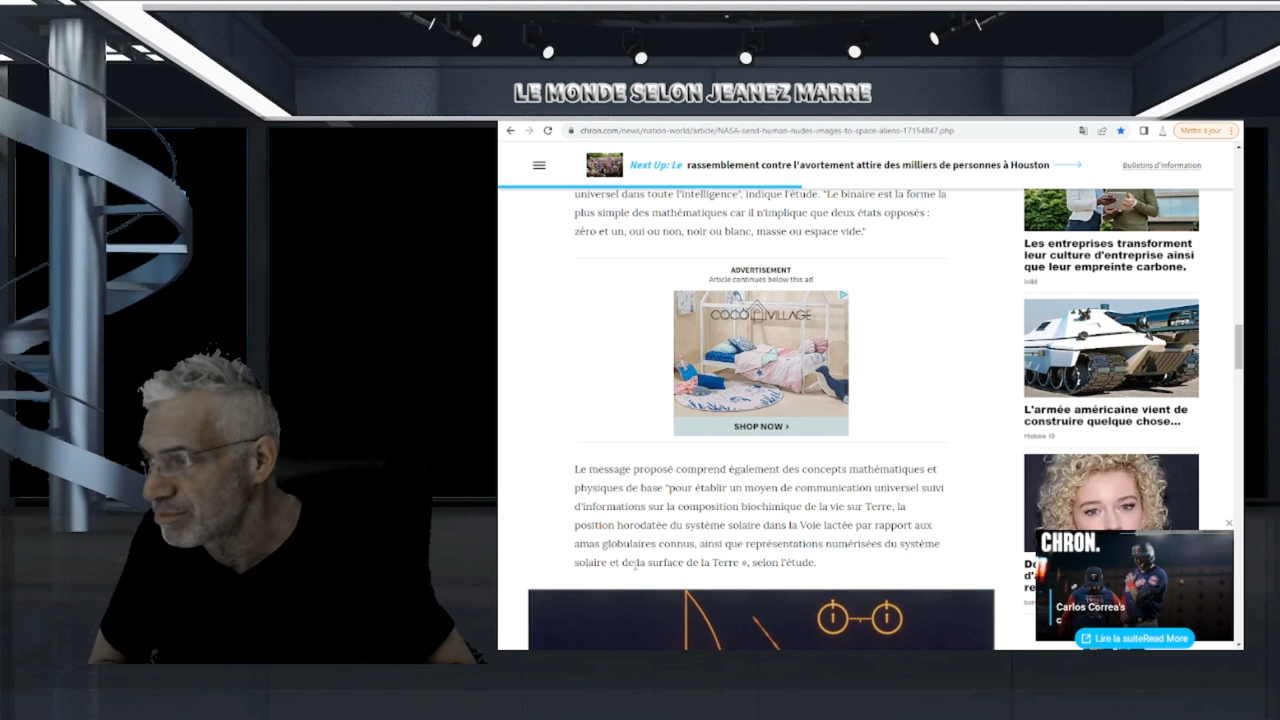 LE MONDE SELON JEANEZ MARRE
chron.com/news/nation-world/article/NASA-send-human-nudes-images-to-space-aliens-17154847.php
Mettre à jour
Next Up: Le rassemblement contre l'avortement attire des milliers de personnes à Houston
Bulletins d'information
universel dans toute l'intelligence", indique l'étude. "Le binaire est la forme la
plus simple des mathématiques car il n'implique que deux états opposés :
zéro et un, oui ou non, noir ou blanc, masse ou espace vide."
ADVERTISEMENT
Article continues below this ad
COCO VILLAGE
SHOP NOW ›
Le message proposé comprend également des concepts mathématiques et
physiques de base "pour établir un moyen de communication universel suivi
d'informations sur la composition biochimique de la vie sur Terre, la
position horodatée du système solaire dans la Voie lactée par rapport aux
amas globulaires connus, ainsi que représentations numérisées du système
solaire et de la surface de la Terre », selon l'étude.
Les entreprises transforment
leur culture d'entreprise ainsi
que leur empreinte carbone.
L'armée américaine vient de
construire quelque chose...
Histoire 10
De
d'a
re
CHRON.
Carlos Correa's
c
Lire la suiteRead More